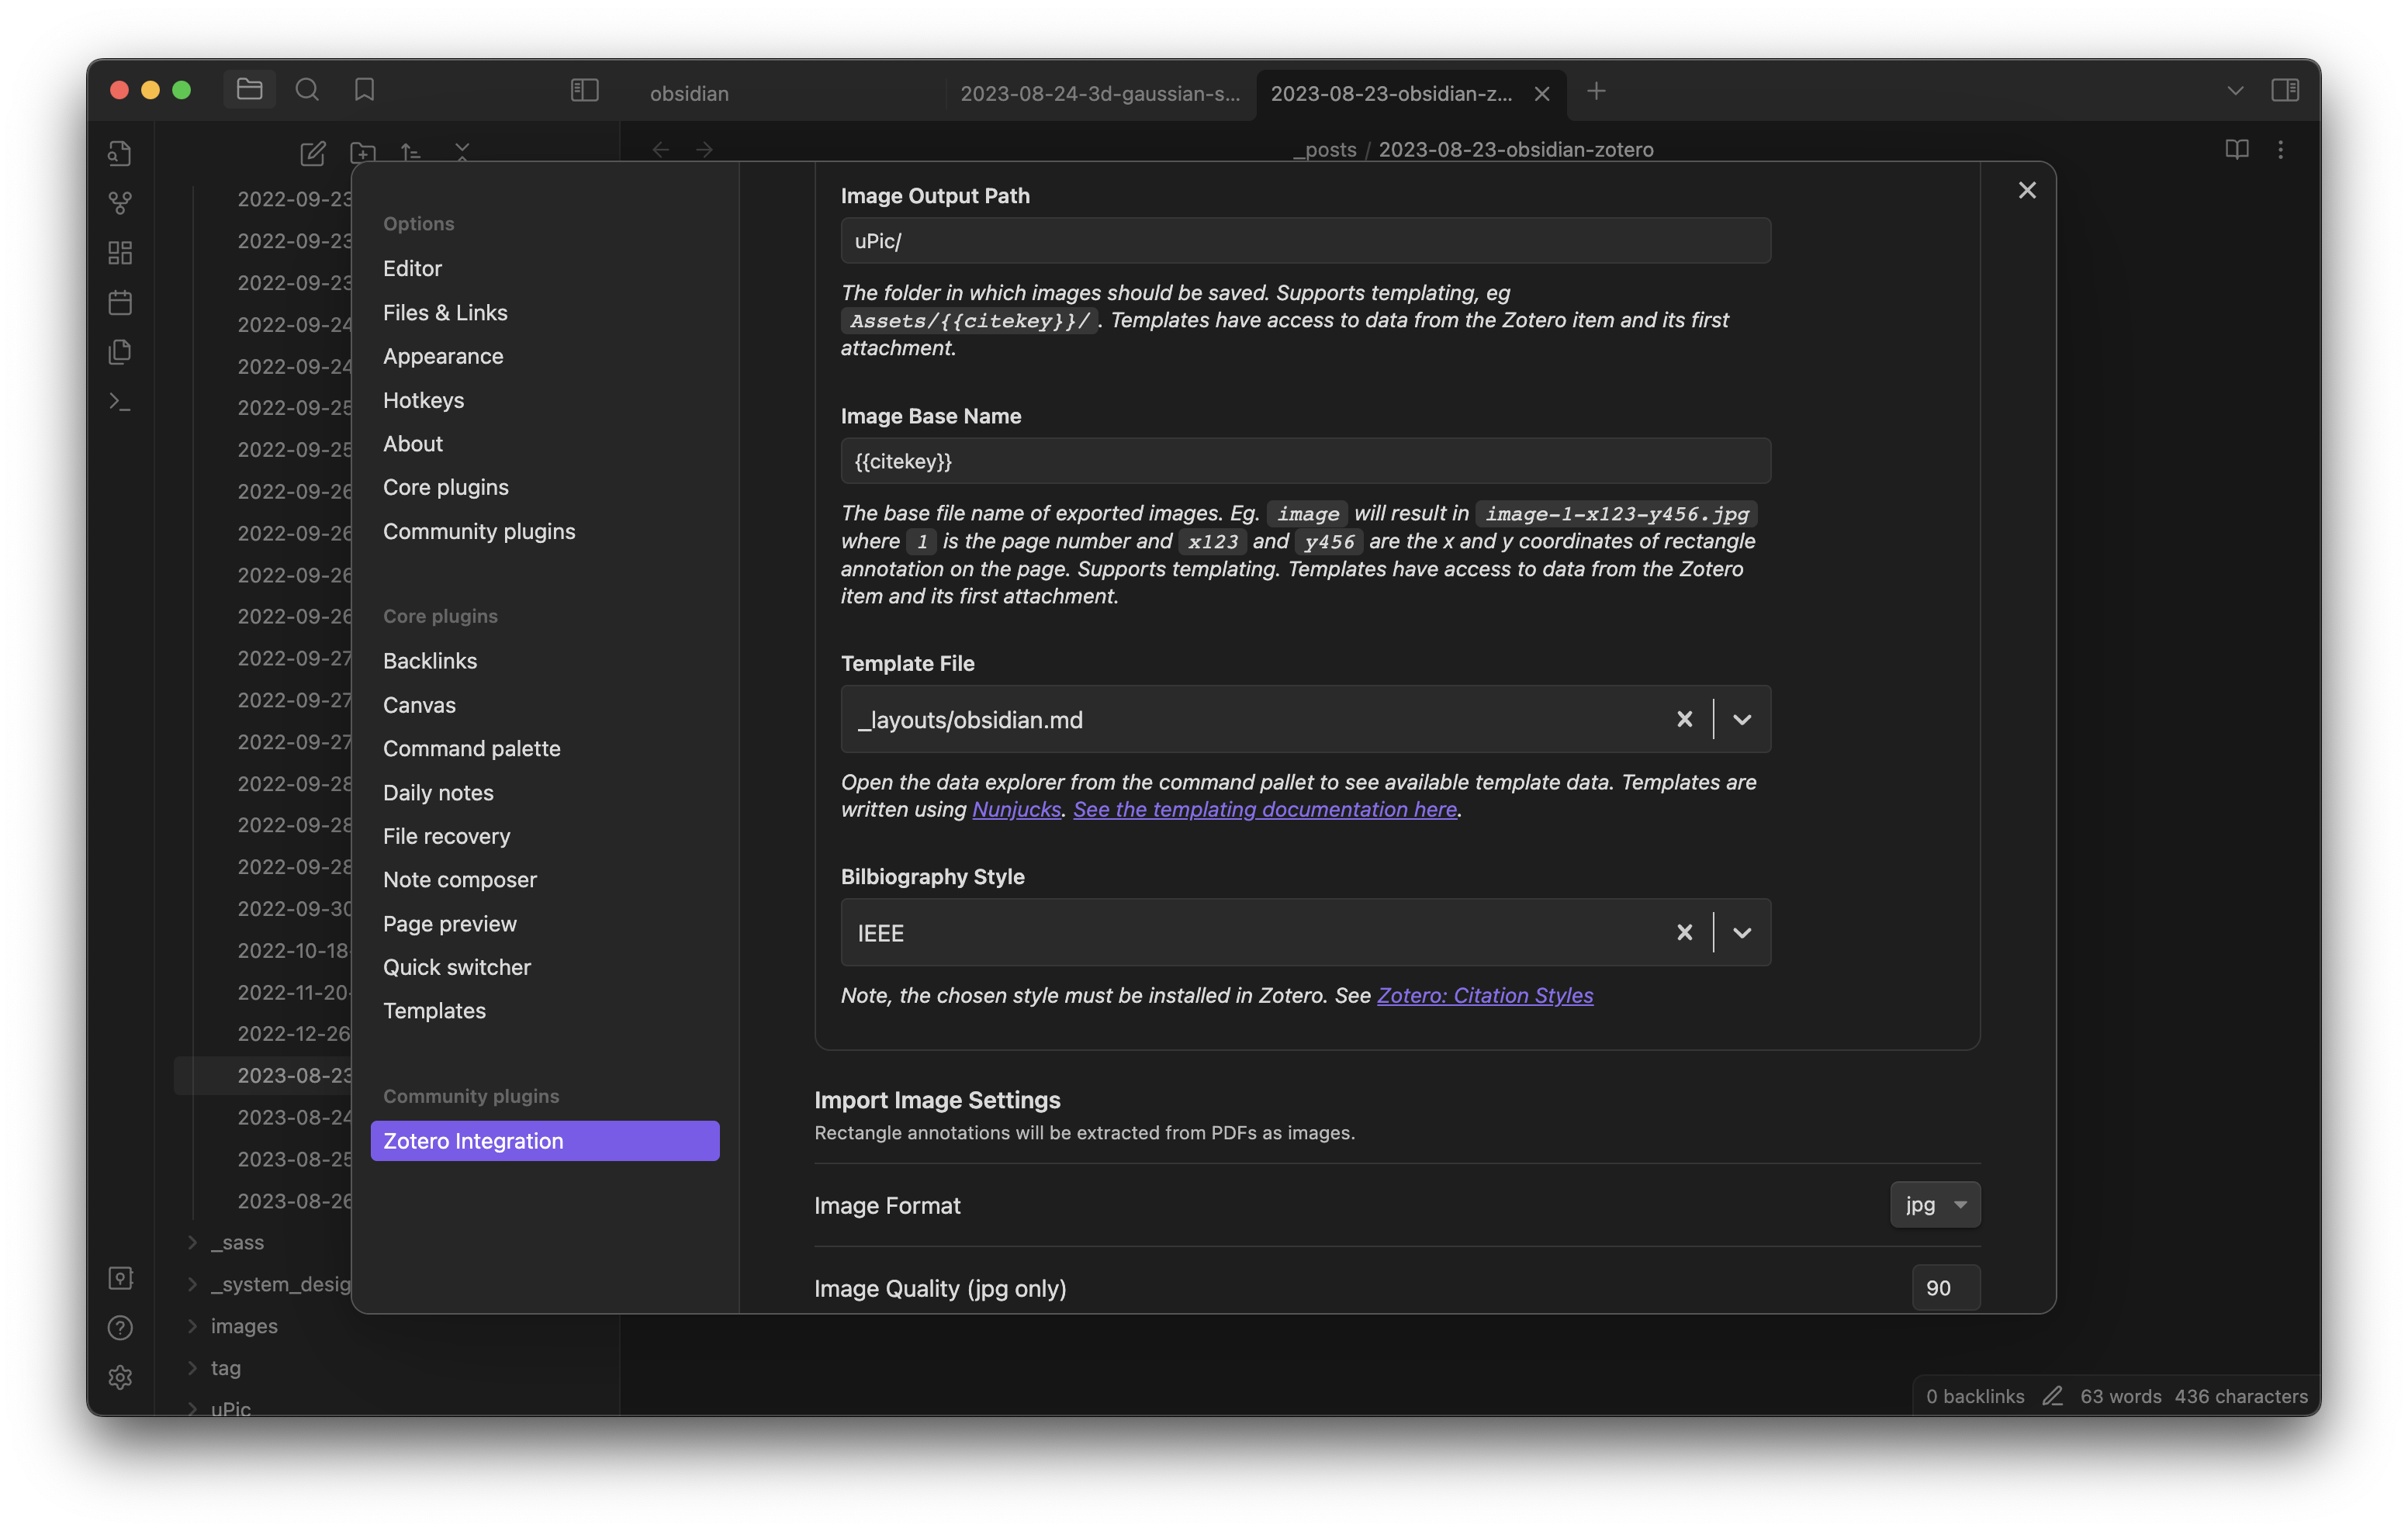 obsidian
2023-08-24-3d-gaussian-s...
2023-08-23-obsidian-z...
_posts / 2023-08-23-obsidian-zotero
2022-09-23
2022-09-23
2022-09-23
2022-09-24
2022-09-24
2022-09-25
2022-09-25
2022-09-26
2022-09-26
2022-09-26
2022-09-26
2022-09-27
2022-09-27
2022-09-27
2022-09-28
2022-09-28
2022-09-28
2022-09-30
2022-10-18-
2022-11-20-
2022-12-26
2023-08-23
2023-08-24
2023-08-25
2023-08-26
_sass
_system_desig
images
tag
uPic
Options
Editor
Files & Links
Appearance
Hotkeys
About
Core plugins
Community plugins
Core plugins
Backlinks
Canvas
Command palette
Daily notes
File recovery
Note composer
Page preview
Quick switcher
Templates
Community plugins
Zotero Integration
Image Output Path
uPic/
The folder in which images should be saved. Supports templating, eg
Assets/{{citekey}}/. Templates have access to data from the Zotero item and its first
attachment.
Image Base Name
{{citekey}}
The base file name of exported images. Eg. image will result in image-1-x123-y456.jpg
where 1 is the page number and x123 and y456 are the x and y coordinates of rectangle
annotation on the page. Supports templating. Templates have access to data from the Zotero
item and its first attachment.
Template File
_layouts/obsidian.md
Open the data explorer from the command pallet to see available template data. Templates are
written using Nunjucks. See the templating documentation here.
Bilbiography Style
IEEE
Note, the chosen style must be installed in Zotero. See Zotero: Citation Styles
Import Image Settings
Rectangle annotations will be extracted from PDFs as images.
Image Format
jpg
Image Quality (jpg only)
90
0 backlinks
63 words
436 characters